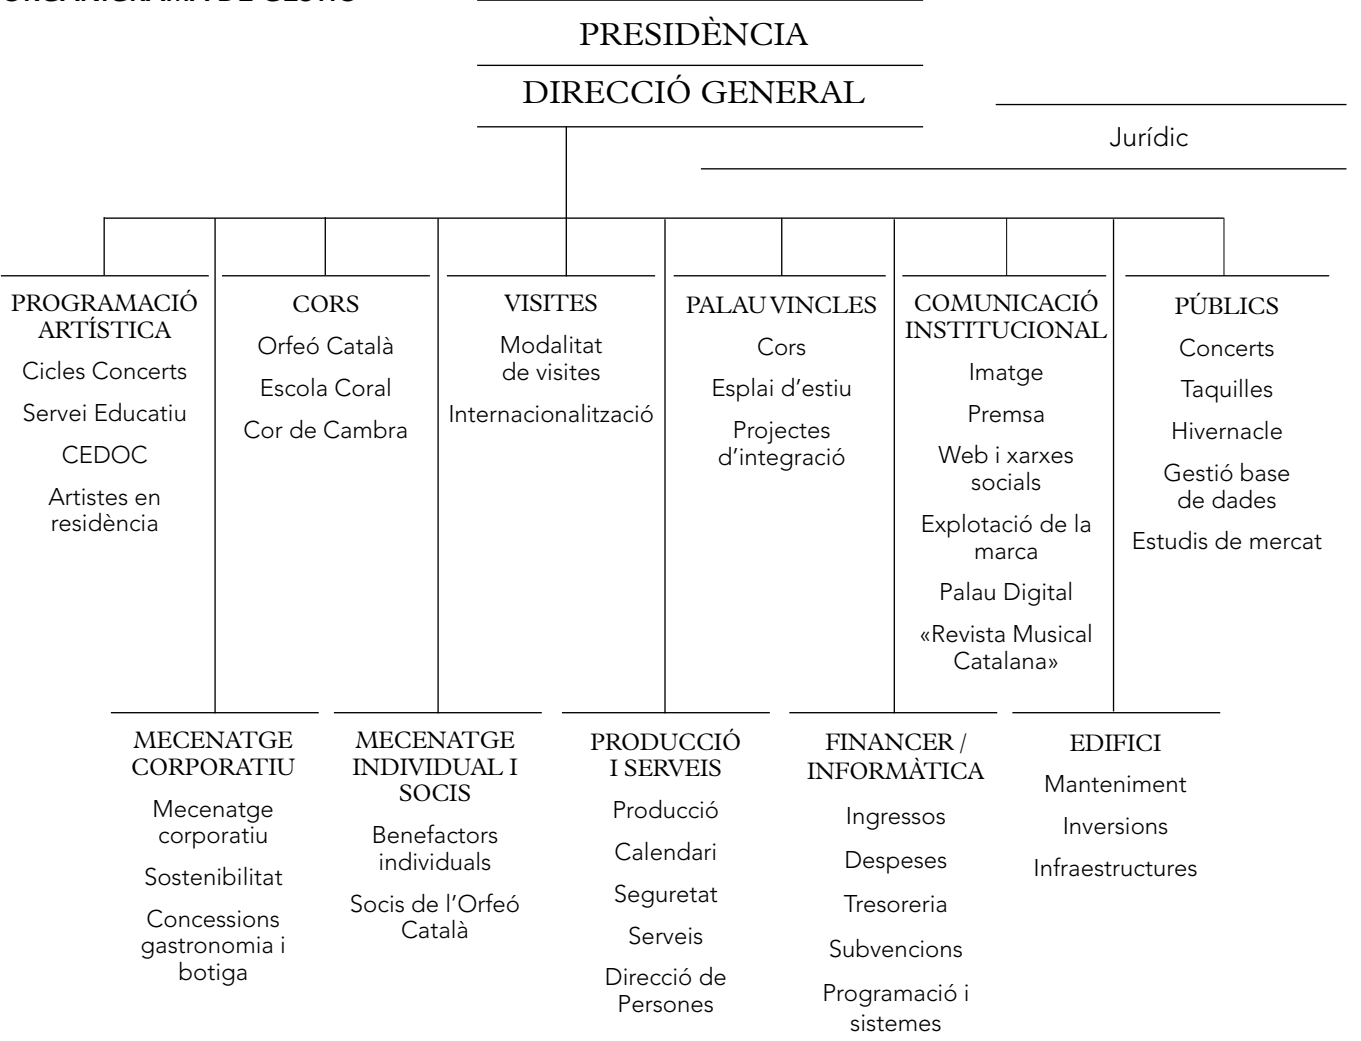 ORGANIGRAMA DE GESTIÓ
PRESIDÈNCIA
DIRECCIÓ GENERAL
Jurídic
PROGRAMACIÓ
ARTÍSTICA
Cicles Concerts
Servei Educatiu
CEDOC
Artistes en
residència
CORS
Orfeó Català
Escola Coral
Cor de Cambra
VISITES
Modalitat
de visites
Internacionalització
PALAU VINCLES
Cors
Esplai d’estiu
Projectes
d’integració
COMUNICACIÓ
INSTITUCIONAL
Imatge
Premsa
Web i xarxes
socials
Explotació de la
marca
Palau Digital
«Revista Musical
Catalana»
PÚBLICS
Concerts
Taquilles
Hivernacle
Gestió base
de dades
Estudis de mercat
MECENATGE
CORPORATIU
Mecenatge
corporatiu
Sostenibilitat
Concessions
gastronomia i
botiga
MECENATGE
INDIVIDUAL I
SOCIS
Benefactors
individuals
Socis de l’Orfeó
Català
PRODUCCIÓ
I SERVEIS
Producció
Calendari
Seguretat
Serveis
Direcció de
Persones
FINANCER /
INFORMÀTICA
Ingressos
Despeses
Tresoreria
Subvencions
Programació i
sistemes
EDIFICI
Manteniment
Inversions
Infraestructures